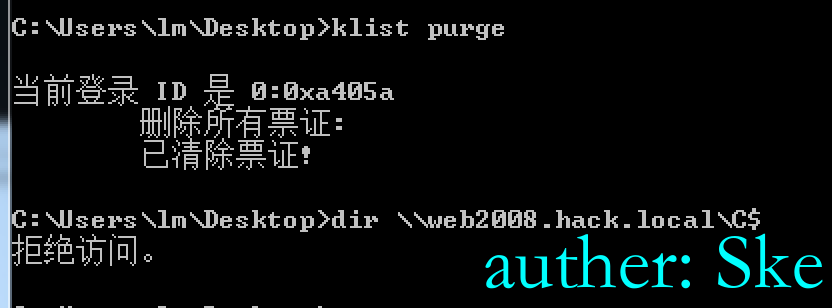 C:\Users\lm\Desktop>klist purge
当前登录 ID 是 0:0xa405a
删除所有票证:
已清除票证!
C:\Users\lm\Desktop>dir \\web2008.hack.local\C$
拒绝访问。
auther: Ske